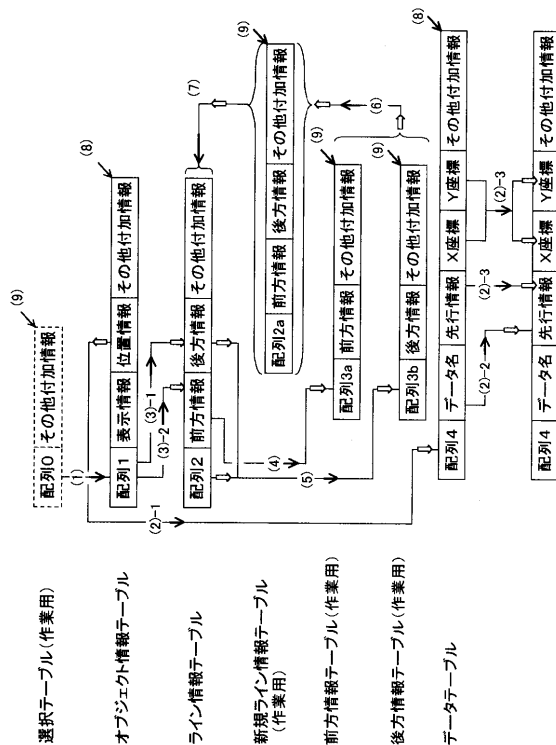 選択テーブル(作業用)
配列0 その他付加情報
(9)
(1)
オブジェクト情報テーブル
配列1 表示情報 位置情報 その他付加情報
(8)
(2)-1
(3)-1
(3)-2
ライン情報テーブル
配列2 前方情報 後方情報 その他付加情報
(7)
(4)
(5)
新規ライン情報テーブル
(作業用)
配列2a 前方情報 後方情報 その他付加情報
(9)
(6)
前方情報テーブル(作業用)
配列3a 前方情報 その他付加情報
(9)
後方情報テーブル(作業用)
配列3b 後方情報 その他付加情報
(9)
データテーブル
配列4 データ名 先行情報 X座標 Y座標 その他付加情報
(8)
(2)-2
(2)-3
(2)-3
配列4 データ名 先行情報 X座標 Y座標 その他付加情報